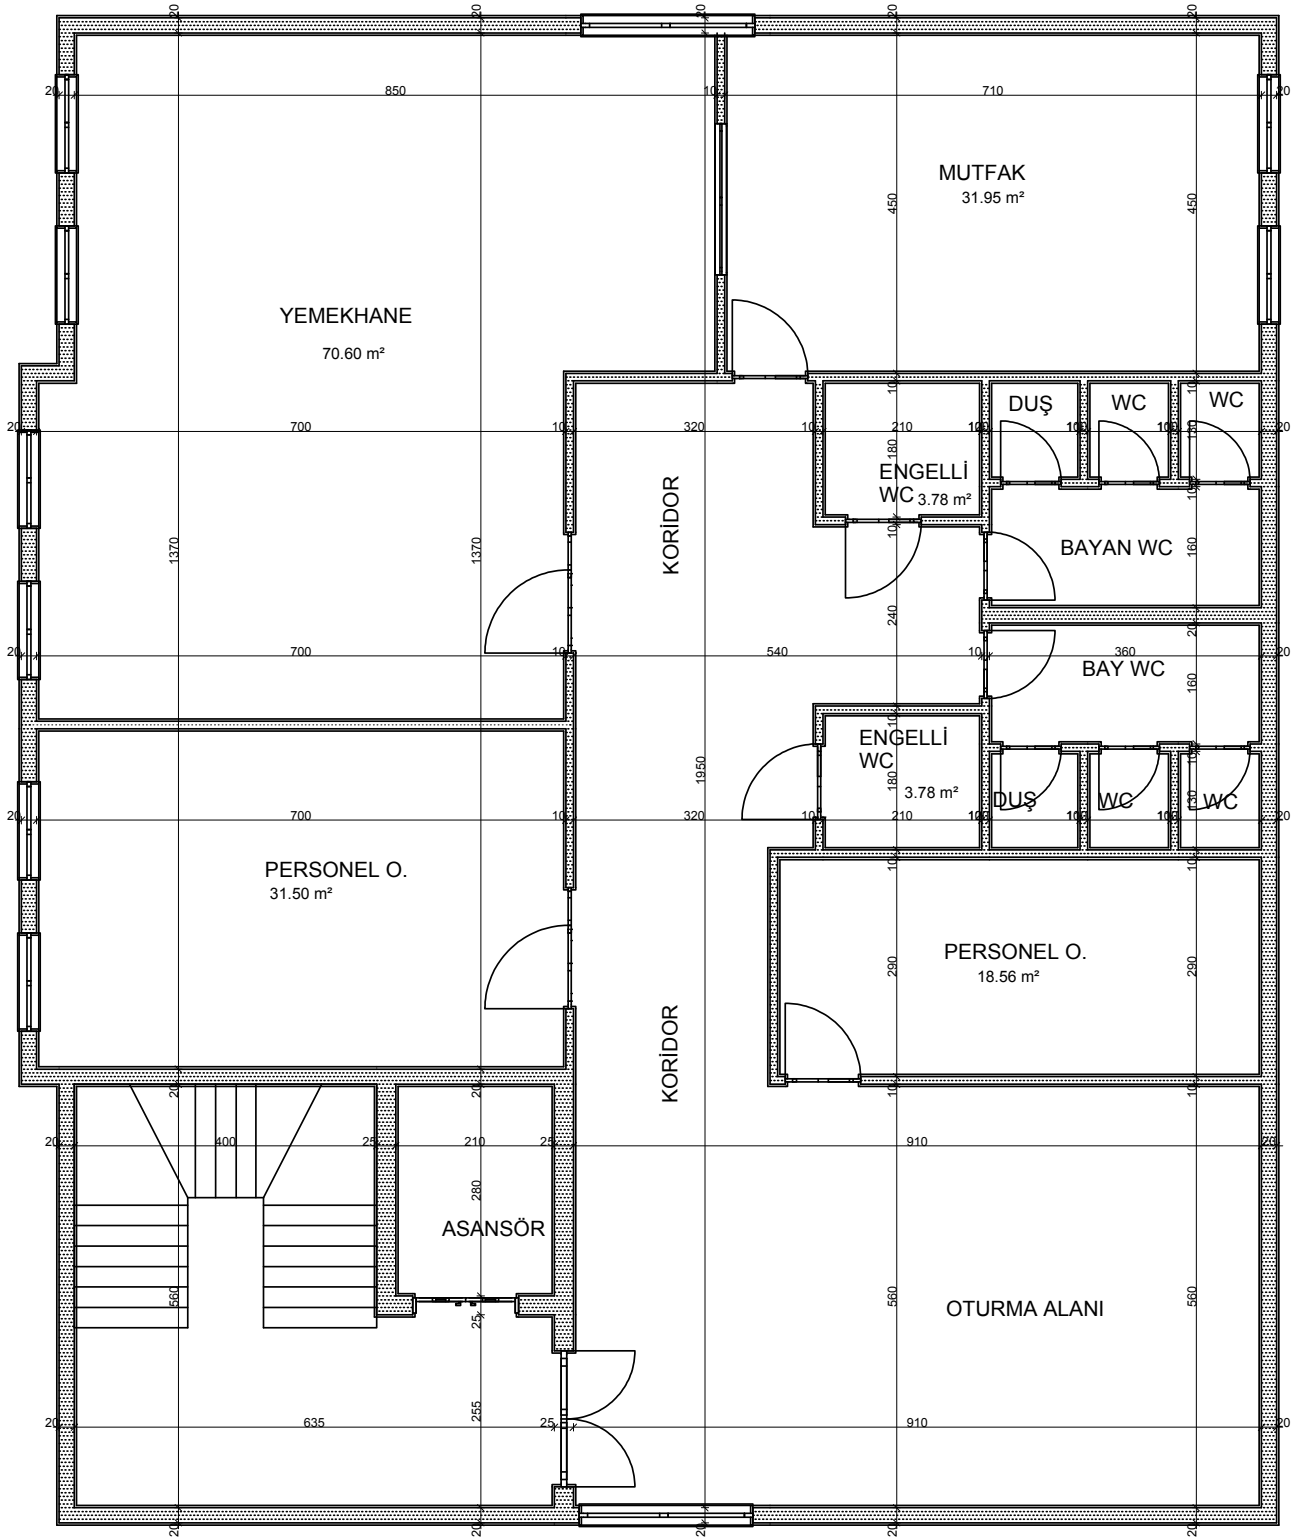 20 20 20 20 20
20 850 10 710 20
MUTFAK
31.95 m²
450 450
YEMEKHANE
70.60 m²
10 10
DUŞ WC WC
20 700 10 320 10 210 100 100 100 20
180 130
ENGELLİ
WC 3.78 m²
KORİDOR
10 10
1370 1370 160
BAYAN WC
240 20
20 700 10 540 10 360 20
BAY WC
160
10 10
ENGELLİ
WC
1950 180 130
3.78 m²
DUŞ WC WC
20 700 10 320 10 210 100 100 100 20
10 10
PERSONEL O.
31.50 m²
PERSONEL O.
18.56 m²
290 290
KORİDOR
20 20 10 10
20 400 25 210 25 910 20
280
ASANSÖR
560 560 560
OTURMA ALANI
25
255
20 635 25 910 20
20 20 20 20 20